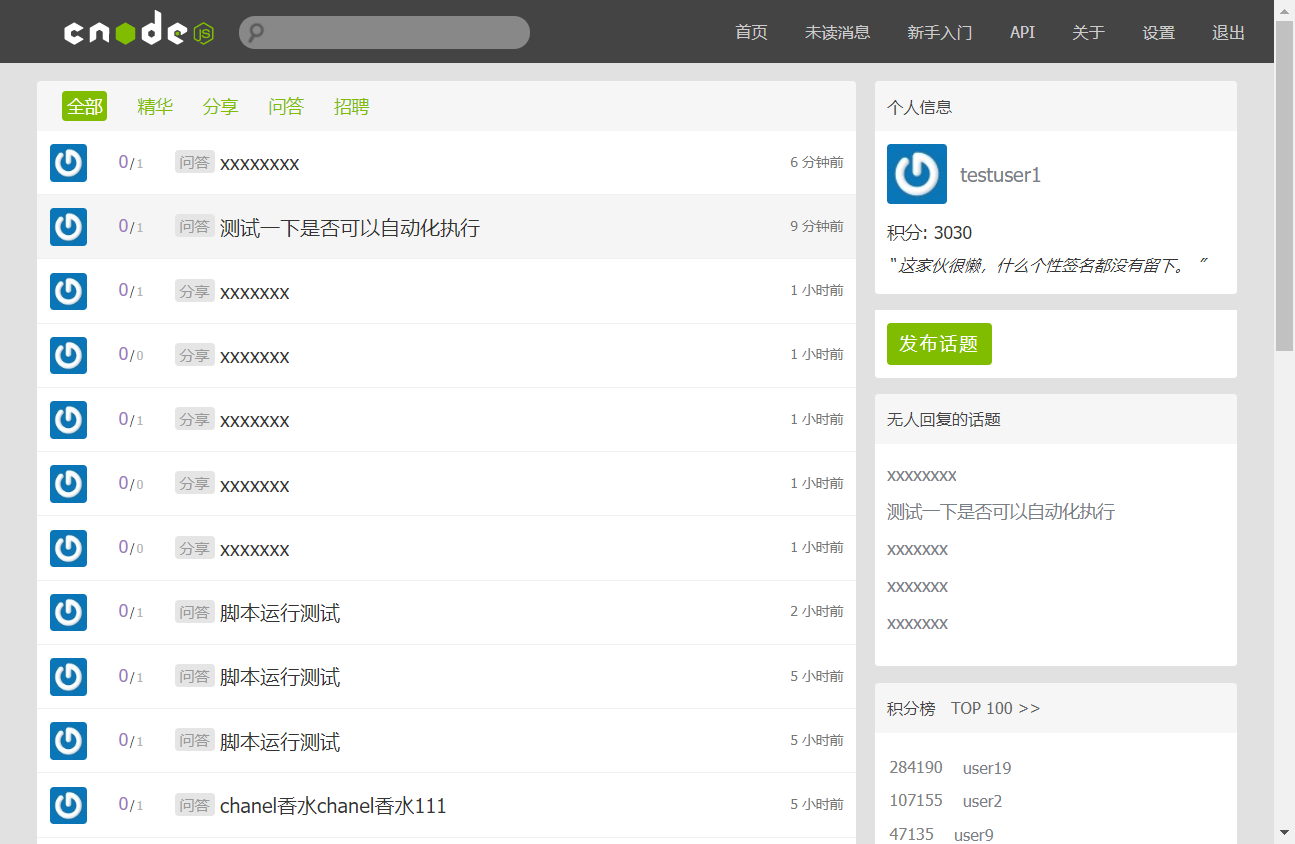 cnode JS 首页 未读消息 新手入门 API 关于 设置 退出
全部 精华 分享 问答 招聘
0/1 问答 xxxxxxxx 6 分钟前
0/1 问答 测试一下是否可以自动化执行 9 分钟前
0/1 分享 xxxxxxx 1 小时前
0/0 分享 xxxxxxx 1 小时前
0/1 分享 xxxxxxx 1 小时前
0/0 分享 xxxxxxx 1 小时前
0/0 分享 xxxxxxx 1 小时前
0/1 问答 脚本运行测试 2 小时前
0/1 问答 脚本运行测试 5 小时前
0/1 问答 脚本运行测试 5 小时前
0/1 问答 chanel香水chanel香水111 5 小时前
个人信息
testuser1
积分: 3030
“ 这家伙很懒，什么个性签名都没有留下。 ”
发布话题
无人回复的话题
xxxxxxxx
测试一下是否可以自动化执行
xxxxxxx
xxxxxxx
xxxxxxx
积分榜 TOP 100 >>
284190 user19
107155 user2
47135 user9